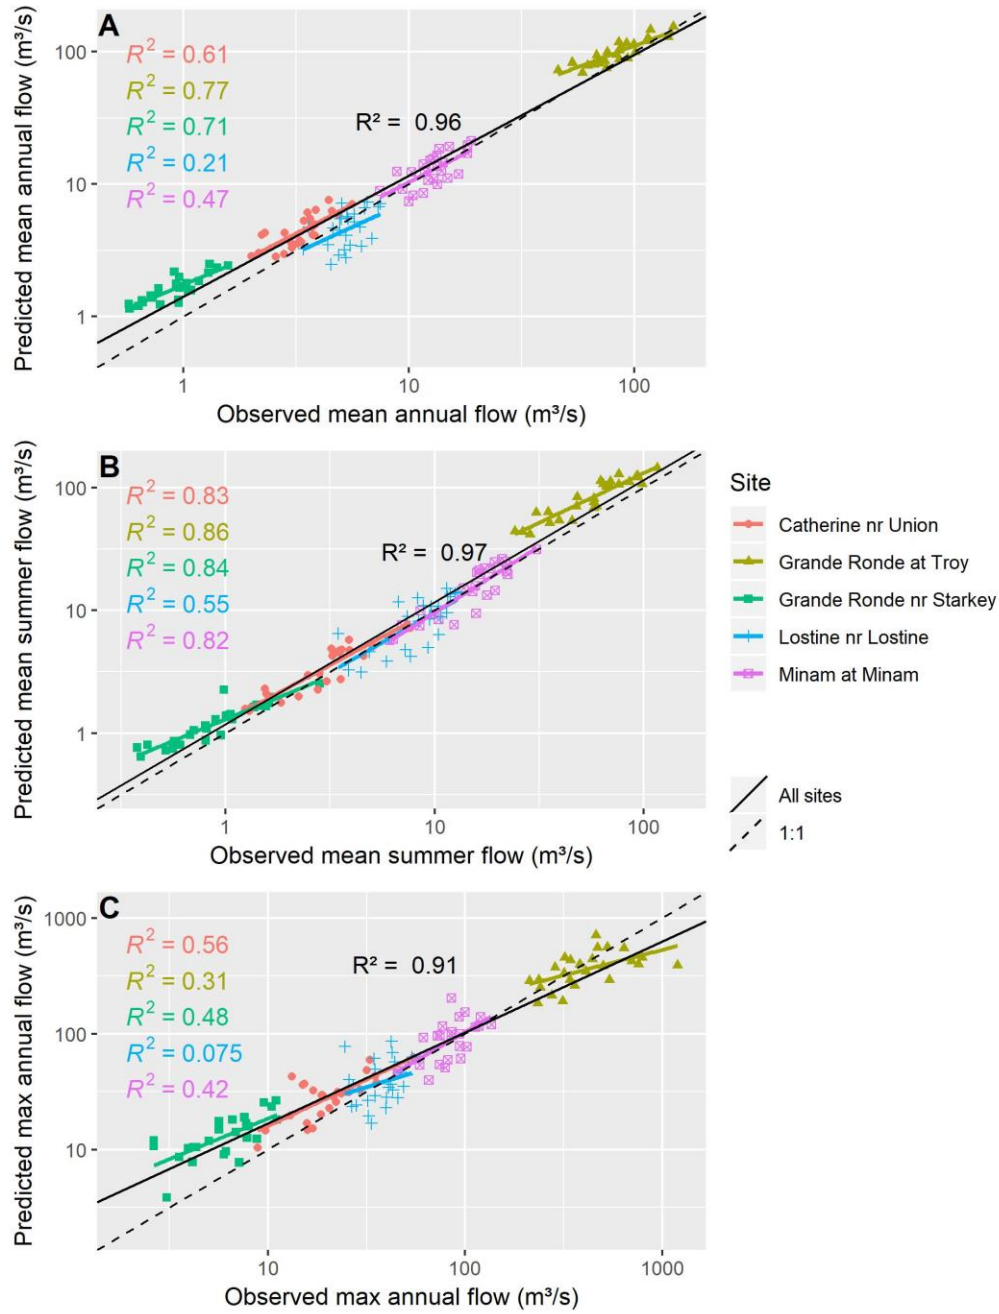 A
R² = 0.61
R² = 0.77
R² = 0.71
R² = 0.21
R² = 0.47
R² = 0.96
Predicted mean annual flow (m³/s)
100
10
1
1
10
100
Observed mean annual flow (m³/s)
B
R² = 0.83
R² = 0.86
R² = 0.84
R² = 0.55
R² = 0.82
R² = 0.97
Predicted mean summer flow (m³/s)
100
10
1
1
10
100
Observed mean summer flow (m³/s)
Site
Catherine nr Union
Grande Ronde at Troy
Grande Ronde nr Starkey
Lostine nr Lostine
Minam at Minam
All sites
1:1
C
R² = 0.56
R² = 0.31
R² = 0.48
R² = 0.075
R² = 0.42
R² = 0.91
Predicted max annual flow (m³/s)
1000
100
10
10
100
1000
Observed max annual flow (m³/s)